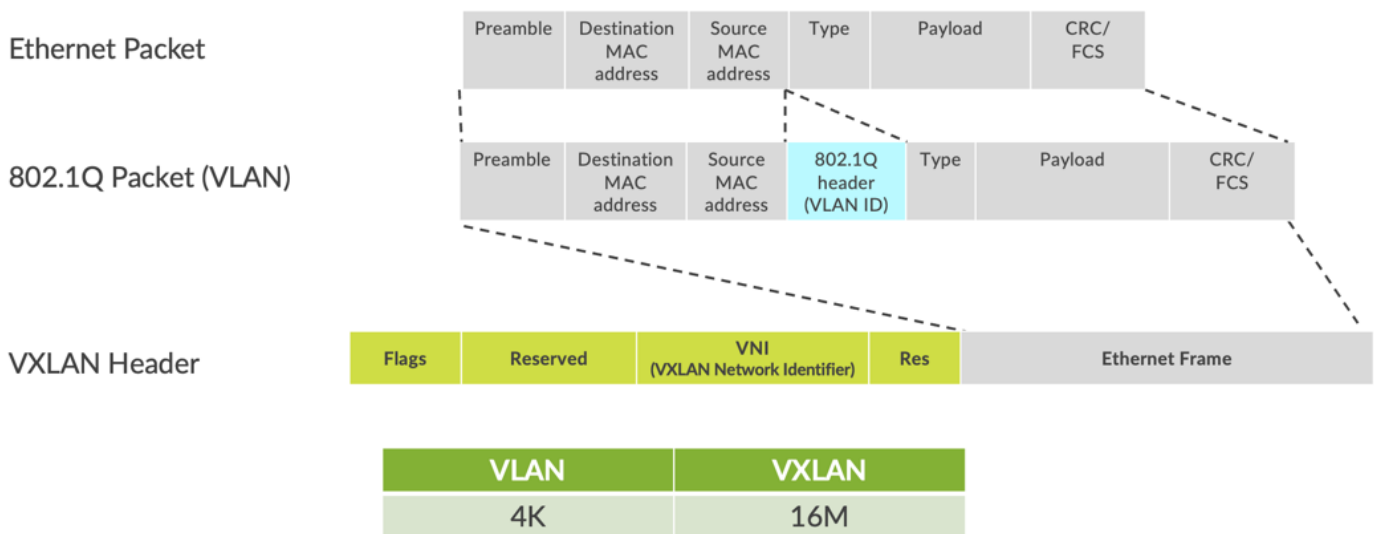 Ethernet Packet
Preamble
Destination
MAC
address
Source
MAC
address
Type
Payload
CRC/
FCS
802.1Q Packet (VLAN)
Preamble
Destination
MAC
address
Source
MAC
address
802.1Q
header
(VLAN ID)
Type
Payload
CRC/
FCS
VXLAN Header
Flags
Reserved
VNI
(VXLAN Network Identifier)
Res
Ethernet Frame
VLAN
VXLAN
4K
16M